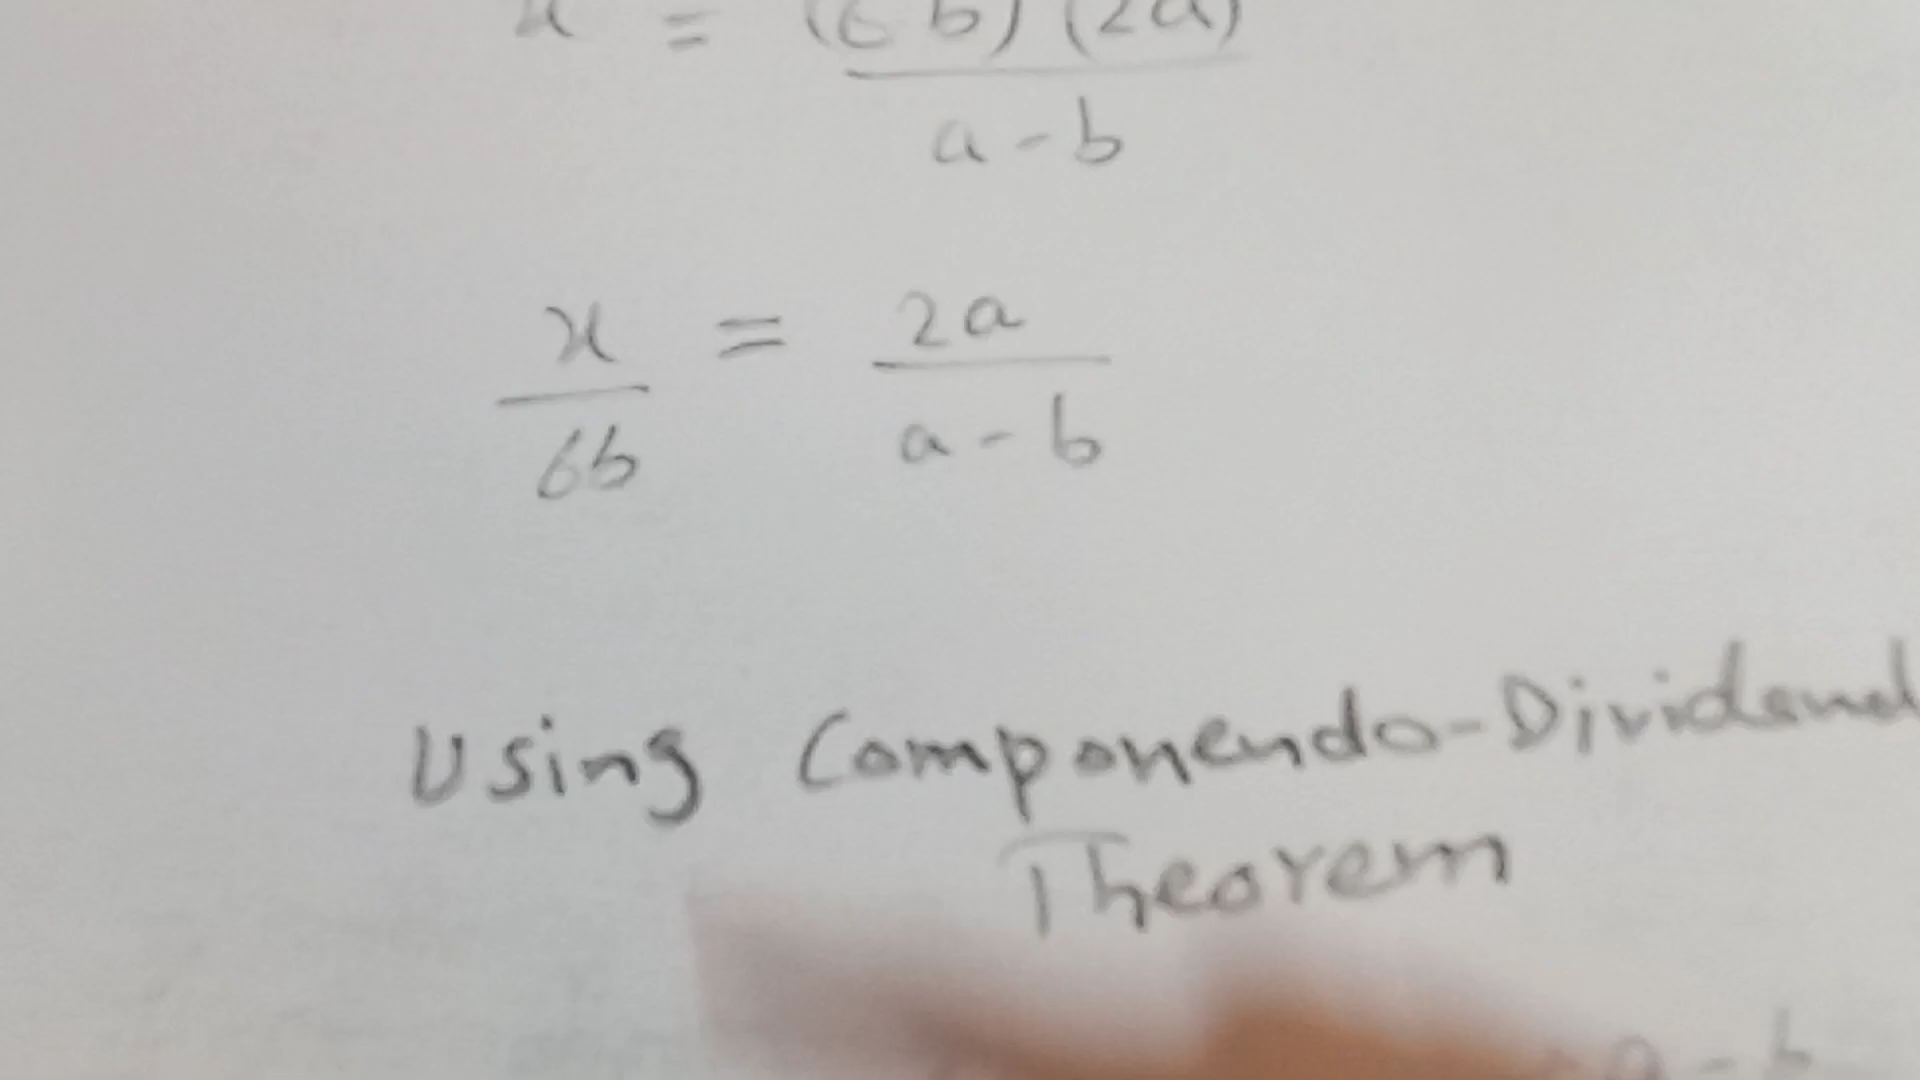 x = (6b)(2a)
a - b
x = 2a
6b a - b
Using Componendo-Dividend
Theorem
a - b